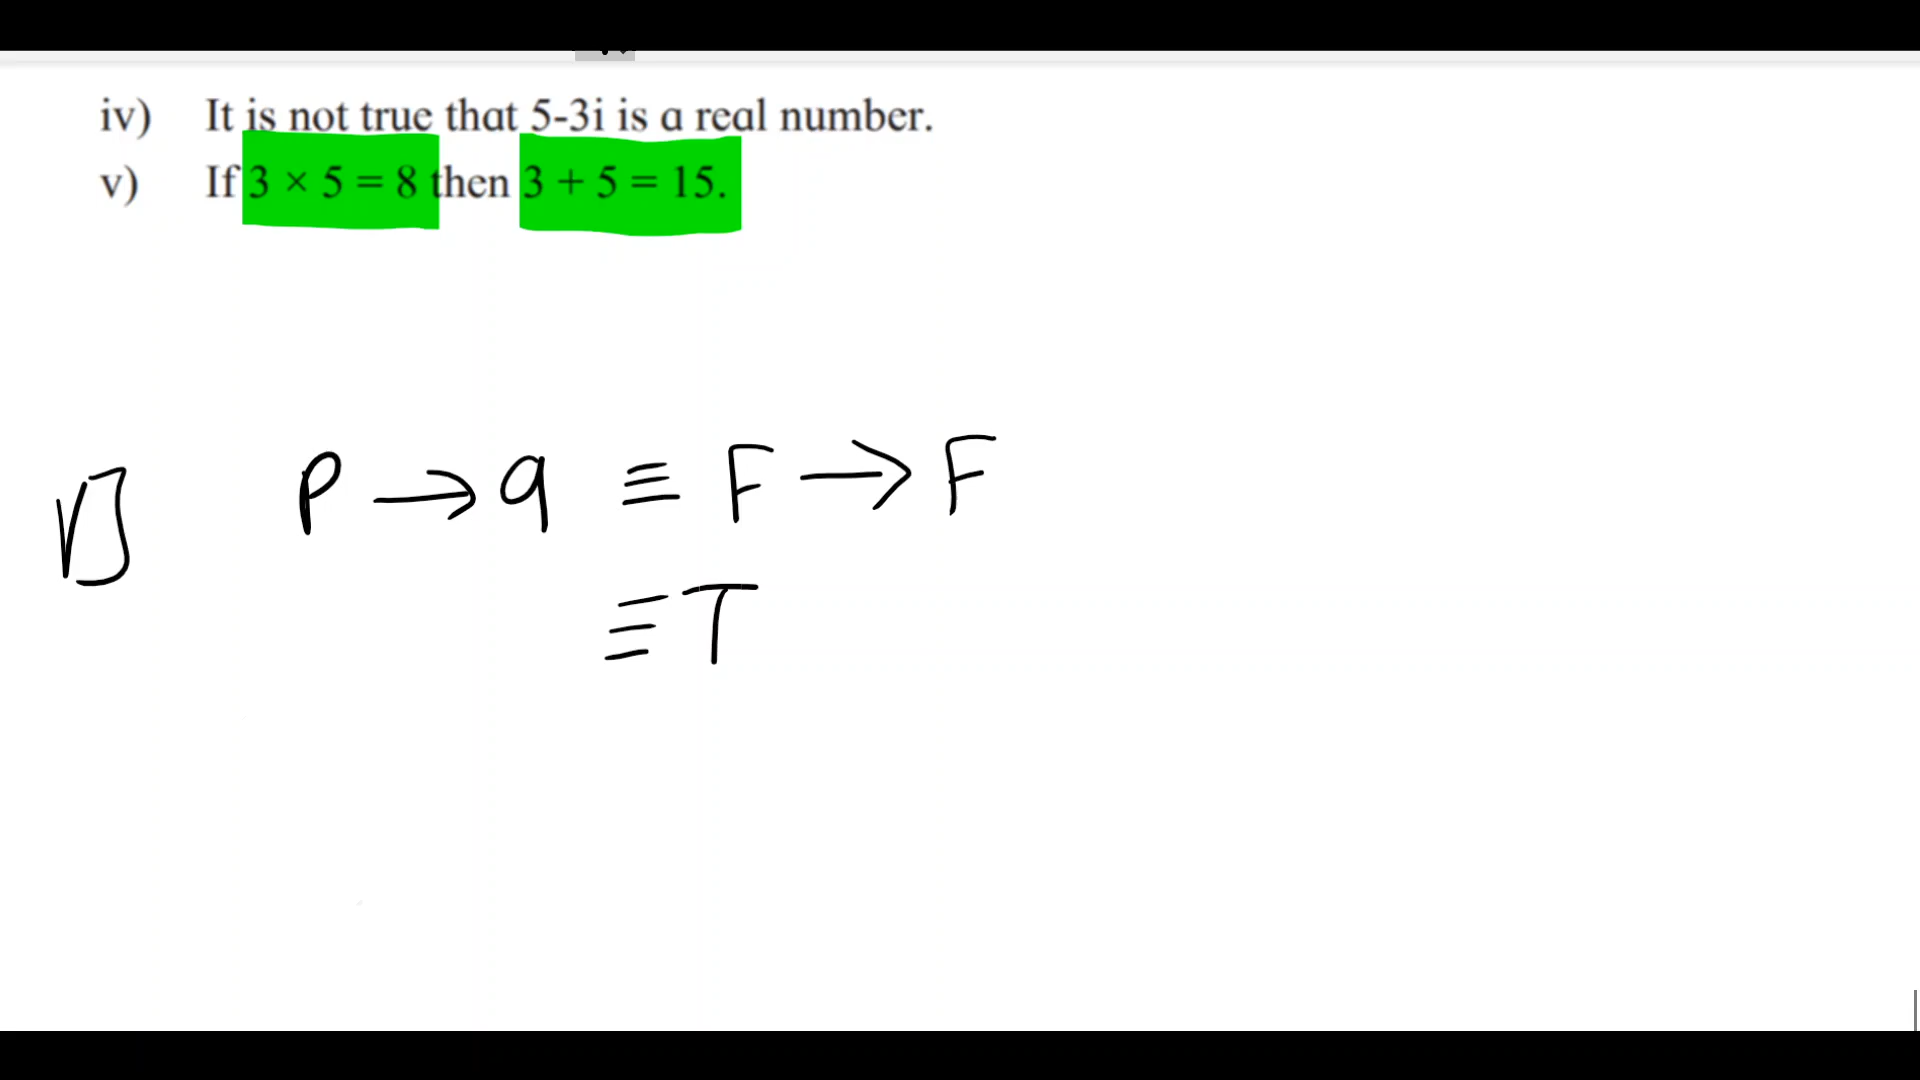 iv) It is not true that 5-3i is a real number.
v) If 3 × 5 = 8 then 3 + 5 = 15.
V] P → q ≡ F → F
≡ T